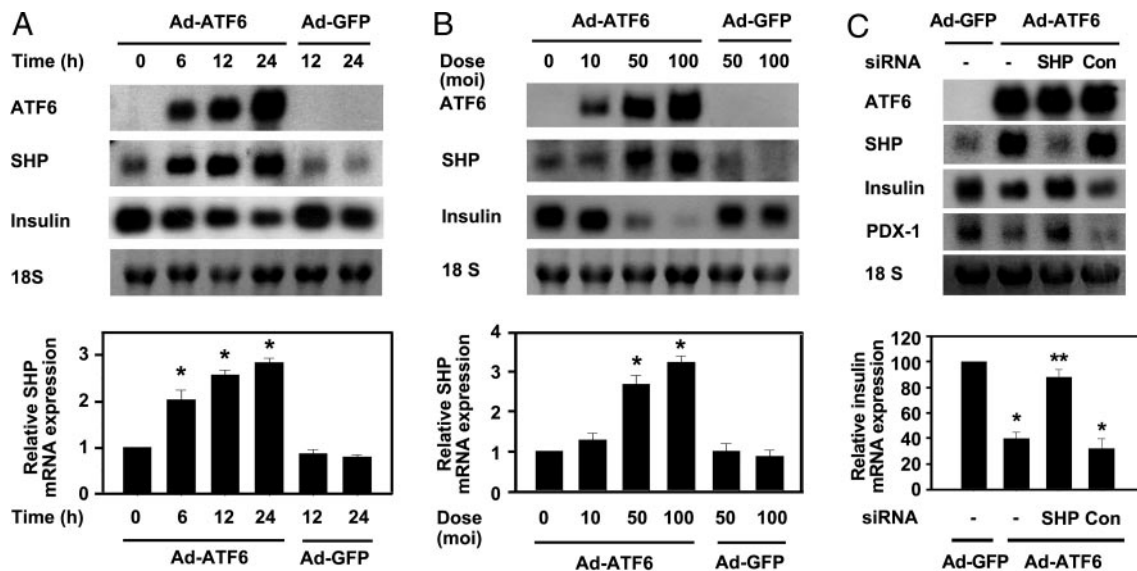 A
Ad-ATF6 Ad-GFP
Time (h) 0 6 12 24 12 24
ATF6
SHP
Insulin
18S
Relative SHP
mRNA expression
3
2
1
0
* * *
Time (h) 0 6 12 24 12 24
Ad-ATF6 Ad-GFP
B
Ad-ATF6 Ad-GFP
Dose
(moi) 0 10 50 100 50 100
ATF6
SHP
Insulin
18 S
Relative SHP
mRNA expression
4
3
2
1
0
* *
Dose
(moi) 0 10 50 100 50 100
Ad-ATF6 Ad-GFP
C
Ad-GFP Ad-ATF6
siRNA - - SHP Con
ATF6
SHP
Insulin
PDX-1
18 S
Relative insulin
mRNA expression
120
100
80
60
40
20
0
* ** *
siRNA - - SHP Con
Ad-GFP Ad-ATF6